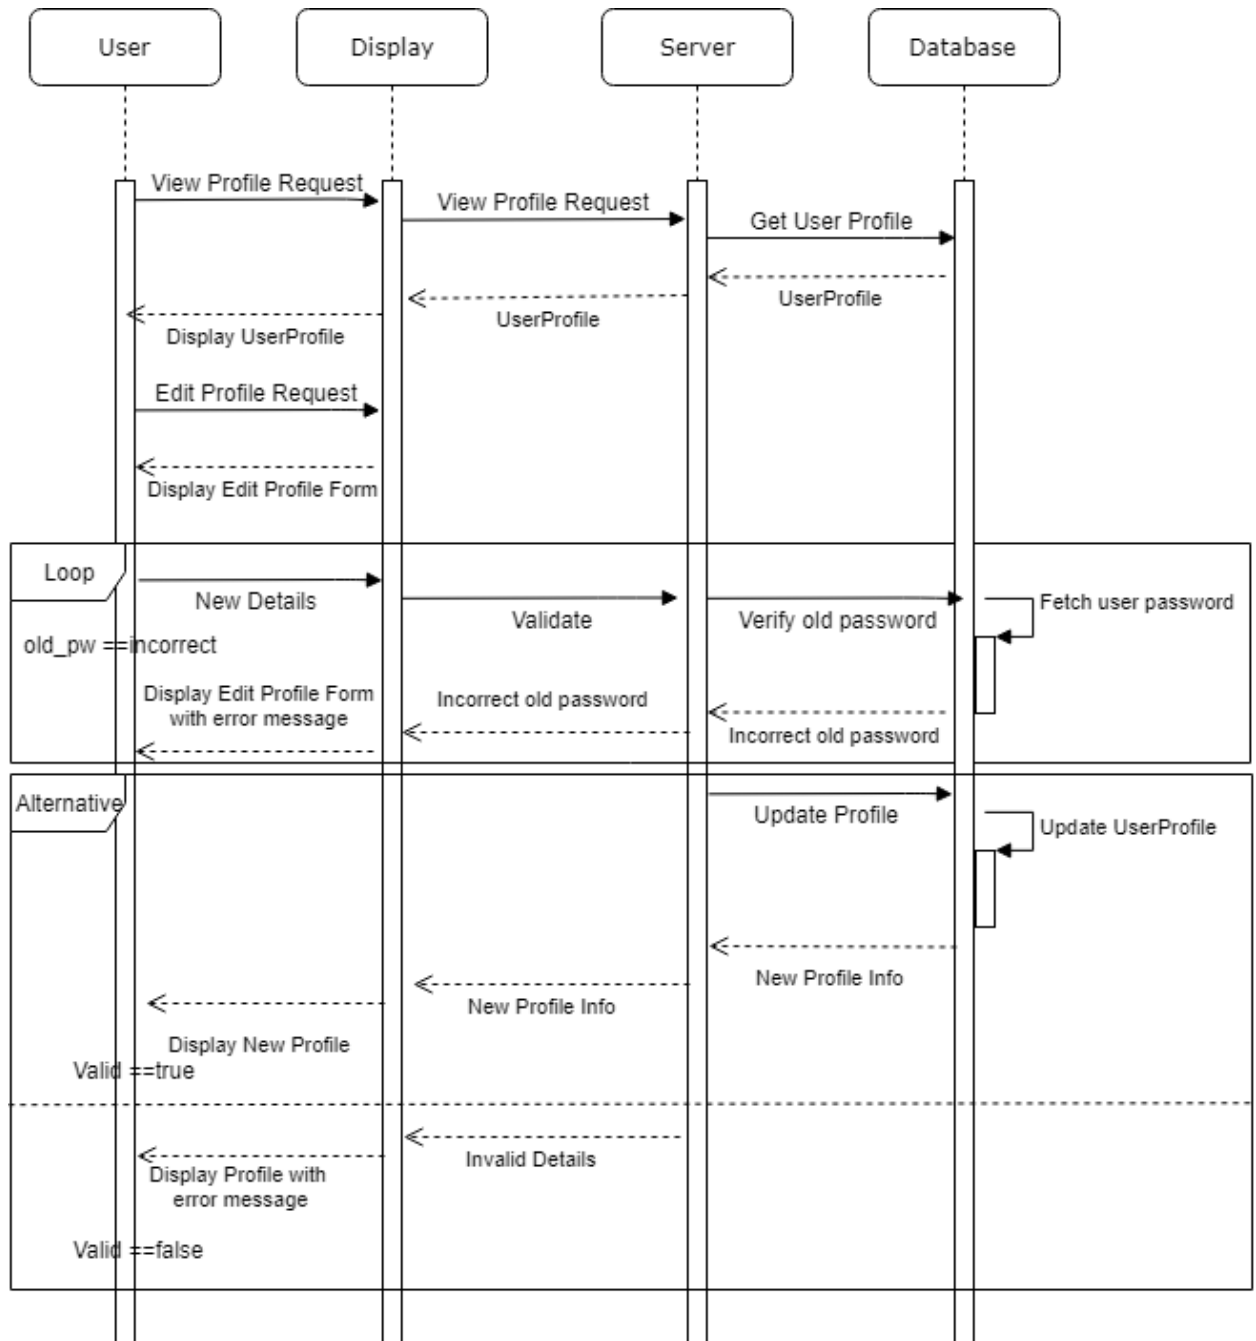 User
Display
Server
Database
View Profile Request
View Profile Request
Get User Profile
UserProfile
UserProfile
Display UserProfile
Edit Profile Request
Display Edit Profile Form
Loop
New Details
Validate
Verify old password
Fetch user password
old_pw ==incorrect
Display Edit Profile Form
with error message
Incorrect old password
Incorrect old password
Alternative
Update Profile
Update UserProfile
New Profile Info
New Profile Info
Display New Profile
Valid ==true
Invalid Details
Display Profile with
error message
Valid ==false